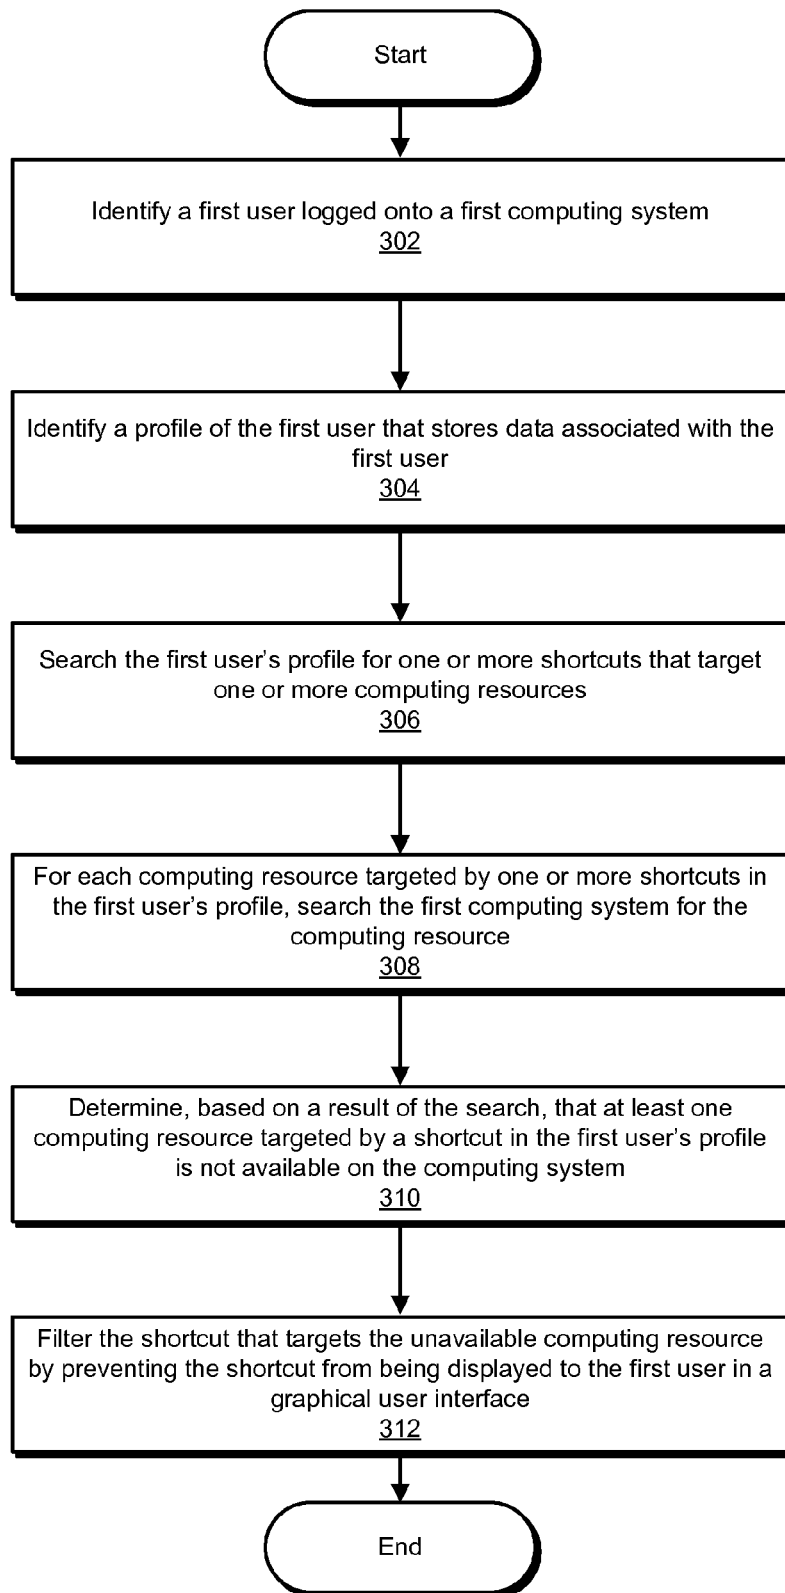 Start
Identify a first user logged onto a first computing system
302
Identify a profile of the first user that stores data associated with the
first user
304
Search the first user's profile for one or more shortcuts that target
one or more computing resources
306
For each computing resource targeted by one or more shortcuts in
the first user's profile, search the first computing system for the
computing resource
308
Determine, based on a result of the search, that at least one
computing resource targeted by a shortcut in the first user's profile
is not available on the computing system
310
Filter the shortcut that targets the unavailable computing resource
by preventing the shortcut from being displayed to the first user in a
graphical user interface
312
End